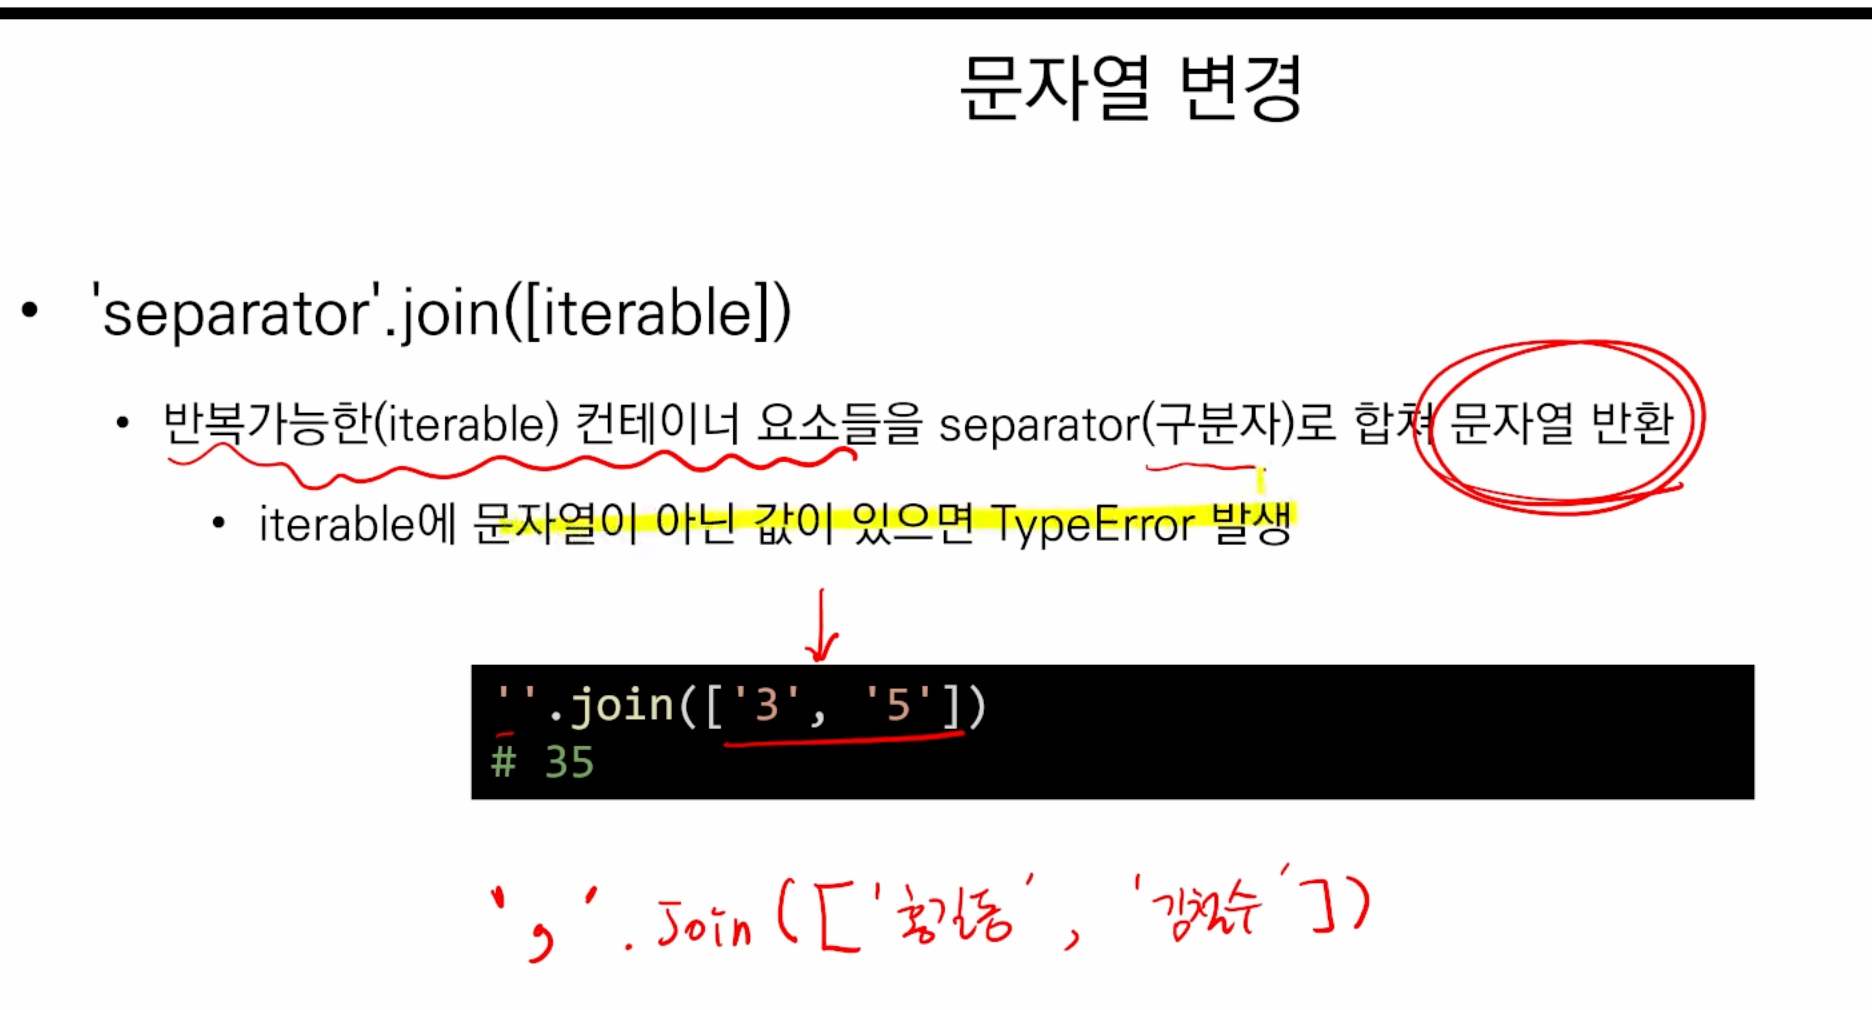 문자열 변경
• 'separator'.join([iterable])
• 반복가능한(iterable) 컨테이너 요소들을 separator(구분자)로 합쳐 문자열 반환
• iterable에 문자열이 아닌 값이 있으면 TypeError 발생
''.join(['3', '5'])
# 35
','.join(['홍길동', '김철수'])